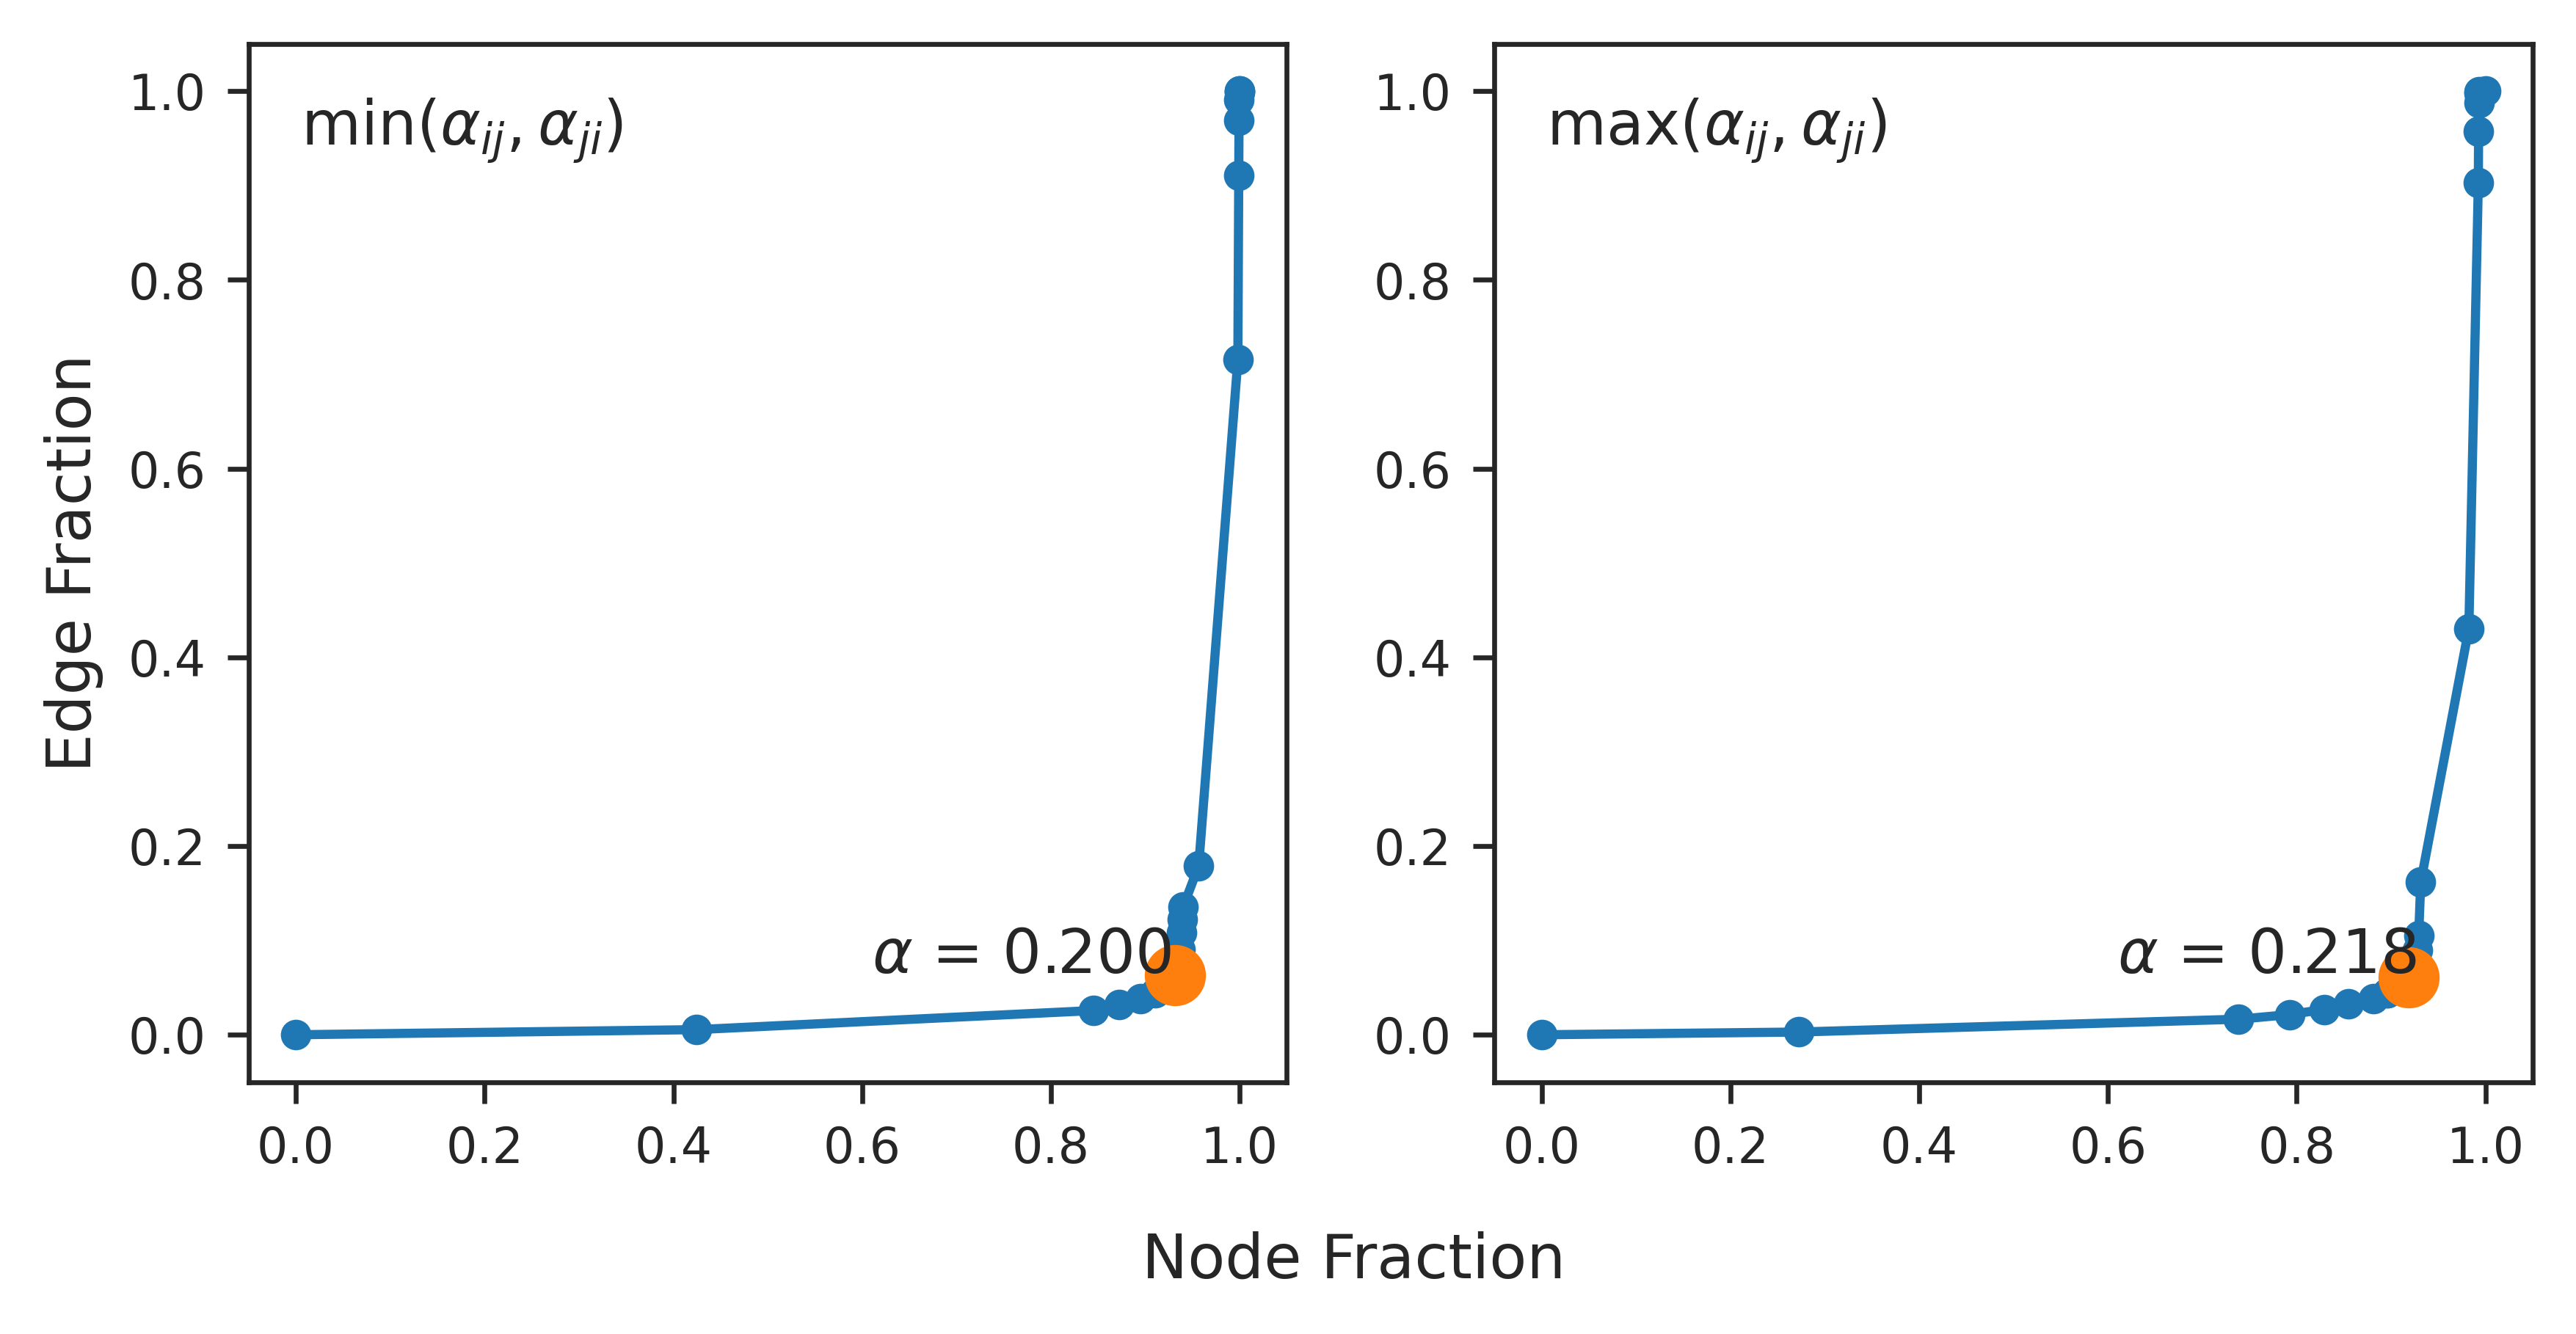 min(αij, αji)
1.0
0.8
0.6
0.4
0.2
0.0
Edge Fraction
α = 0.200
0.0 0.2 0.4 0.6 0.8 1.0
max(αij, αji)
1.0
0.8
0.6
0.4
0.2
0.0
α = 0.218
0.0 0.2 0.4 0.6 0.8 1.0
Node Fraction